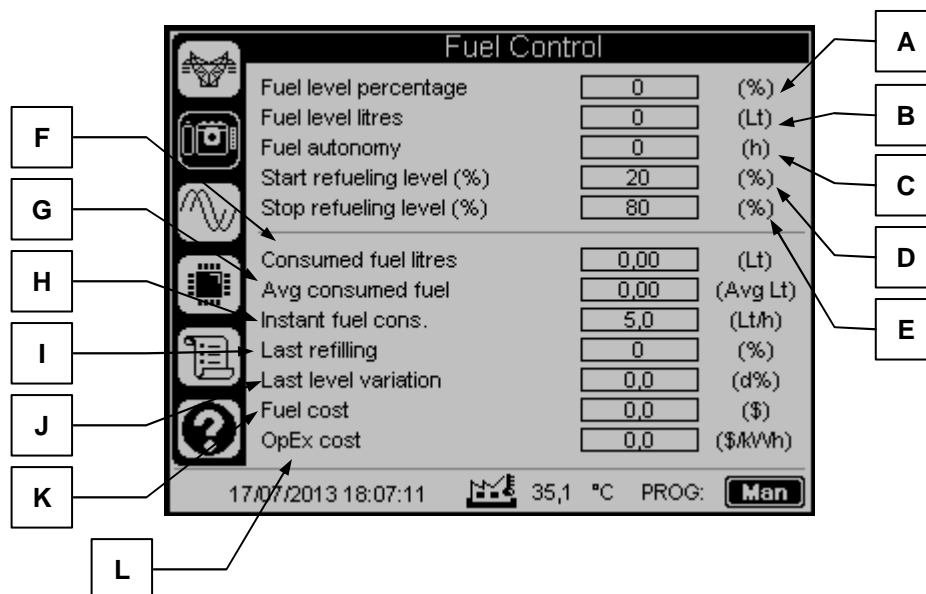 Fuel Control
A
Fuel level percentage 0 (%)
B
Fuel level litres 0 (Lt)
F
Fuel autonomy 0 (h)
C
Start refueling level (%) 20 (%)
G
Stop refueling level (%) 80 (%)
D
Consumed fuel litres 0,00 (Lt)
H
Avg consumed fuel 0,00 (Avg Lt)
E
Instant fuel cons. 5,0 (Lt/h)
I
Last refilling 0 (%)
Last level variation 0,0 (d%)
J
Fuel cost 0,0 ($)
OpEx cost 0,0 ($/kWh)
K
17/07/2013 18:07:11 35,1 °C PROG: Man
L